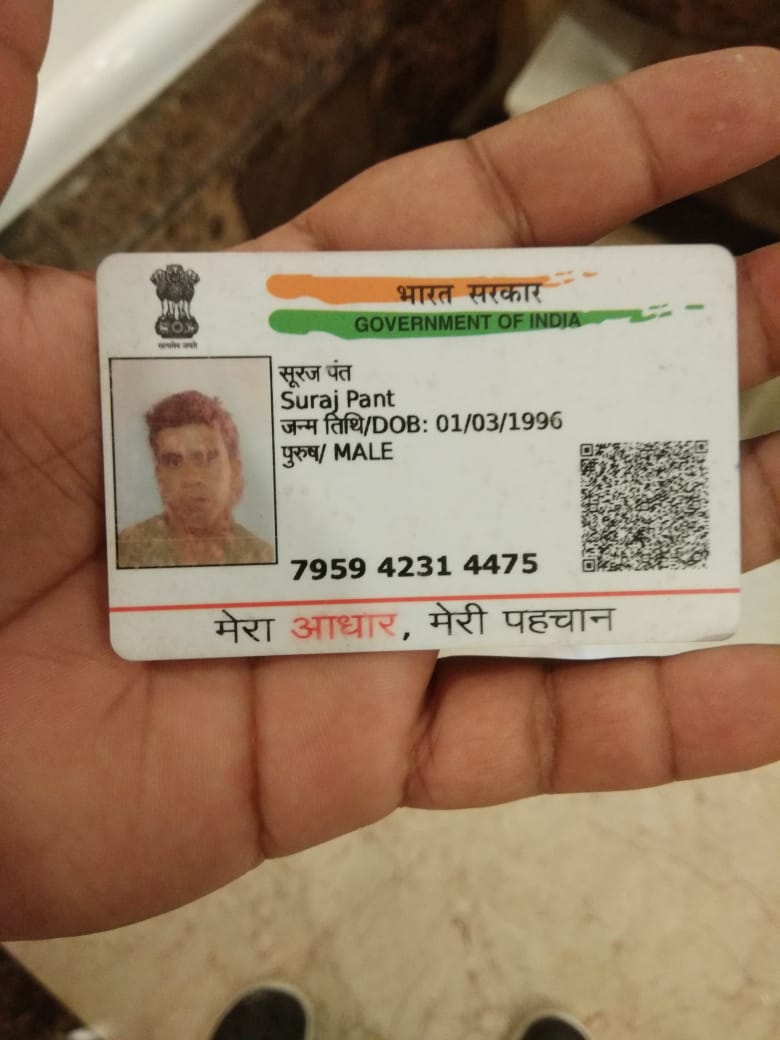 सत्यमेव जयते
भारत सरकार
GOVERNMENT OF INDIA
सूरज पंत
Suraj Pant
जन्म तिथि/DOB: 01/03/1996
पुरुष/ MALE
7959 4231 4475
मेरा आधार, मेरी पहचान